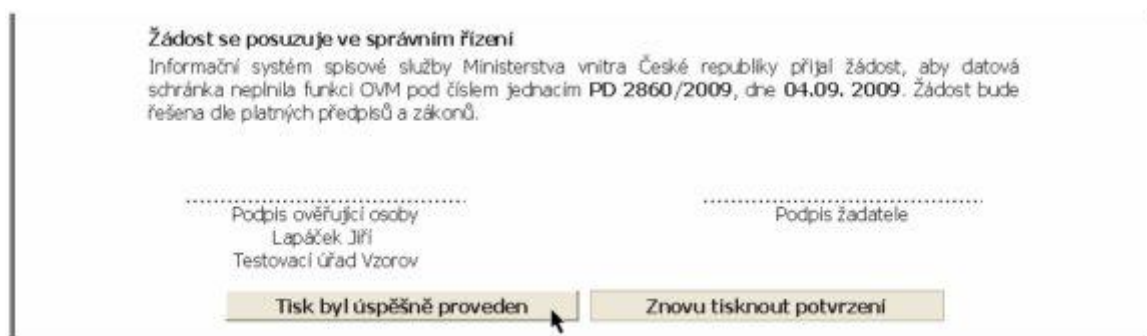 Žádost se posuzuje ve správním řízení
Informační systém spisové služby Ministerstva vnitra České republiky přijal žádost, aby datová
schránka neplnila funkci OVM pod číslem jednacím PD 2860/2009, dne 04.09. 2009. Žádost bude
řešena dle platných předpisů a zákonů.
Podpis ověřující osoby
Podpis žadatele
Lapáček Jiří
Testovací úřad Vzorov
Tisk byl úspěšně proveden
Znovu tisknout potvrzení